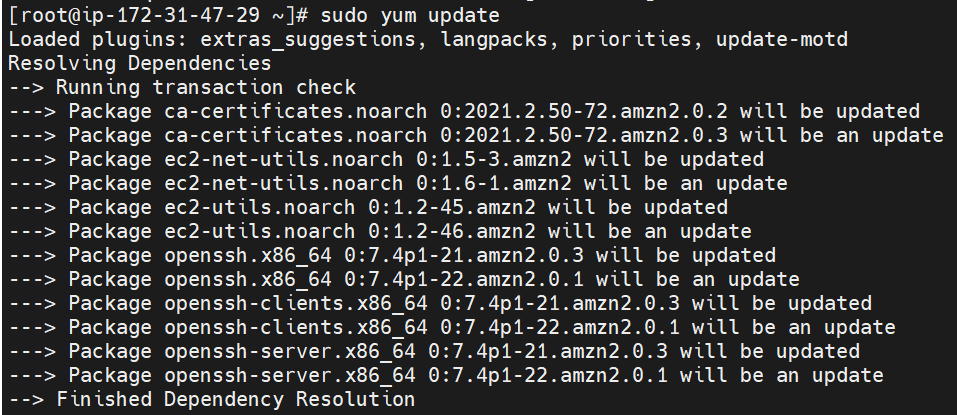 [root@ip-172-31-47-29 ~]# sudo yum update
Loaded plugins: extras_suggestions, langpacks, priorities, update-motd
Resolving Dependencies
--> Running transaction check
---> Package ca-certificates.noarch 0:2021.2.50-72.amzn2.0.2 will be updated
---> Package ca-certificates.noarch 0:2021.2.50-72.amzn2.0.3 will be an update
---> Package ec2-net-utils.noarch 0:1.5-3.amzn2 will be updated
---> Package ec2-net-utils.noarch 0:1.6-1.amzn2 will be an update
---> Package ec2-utils.noarch 0:1.2-45.amzn2 will be updated
---> Package ec2-utils.noarch 0:1.2-46.amzn2 will be an update
---> Package openssh.x86_64 0:7.4p1-21.amzn2.0.3 will be updated
---> Package openssh.x86_64 0:7.4p1-22.amzn2.0.1 will be an update
---> Package openssh-clients.x86_64 0:7.4p1-21.amzn2.0.3 will be updated
---> Package openssh-clients.x86_64 0:7.4p1-22.amzn2.0.1 will be an update
---> Package openssh-server.x86_64 0:7.4p1-21.amzn2.0.3 will be updated
---> Package openssh-server.x86_64 0:7.4p1-22.amzn2.0.1 will be an update
--> Finished Dependency Resolution